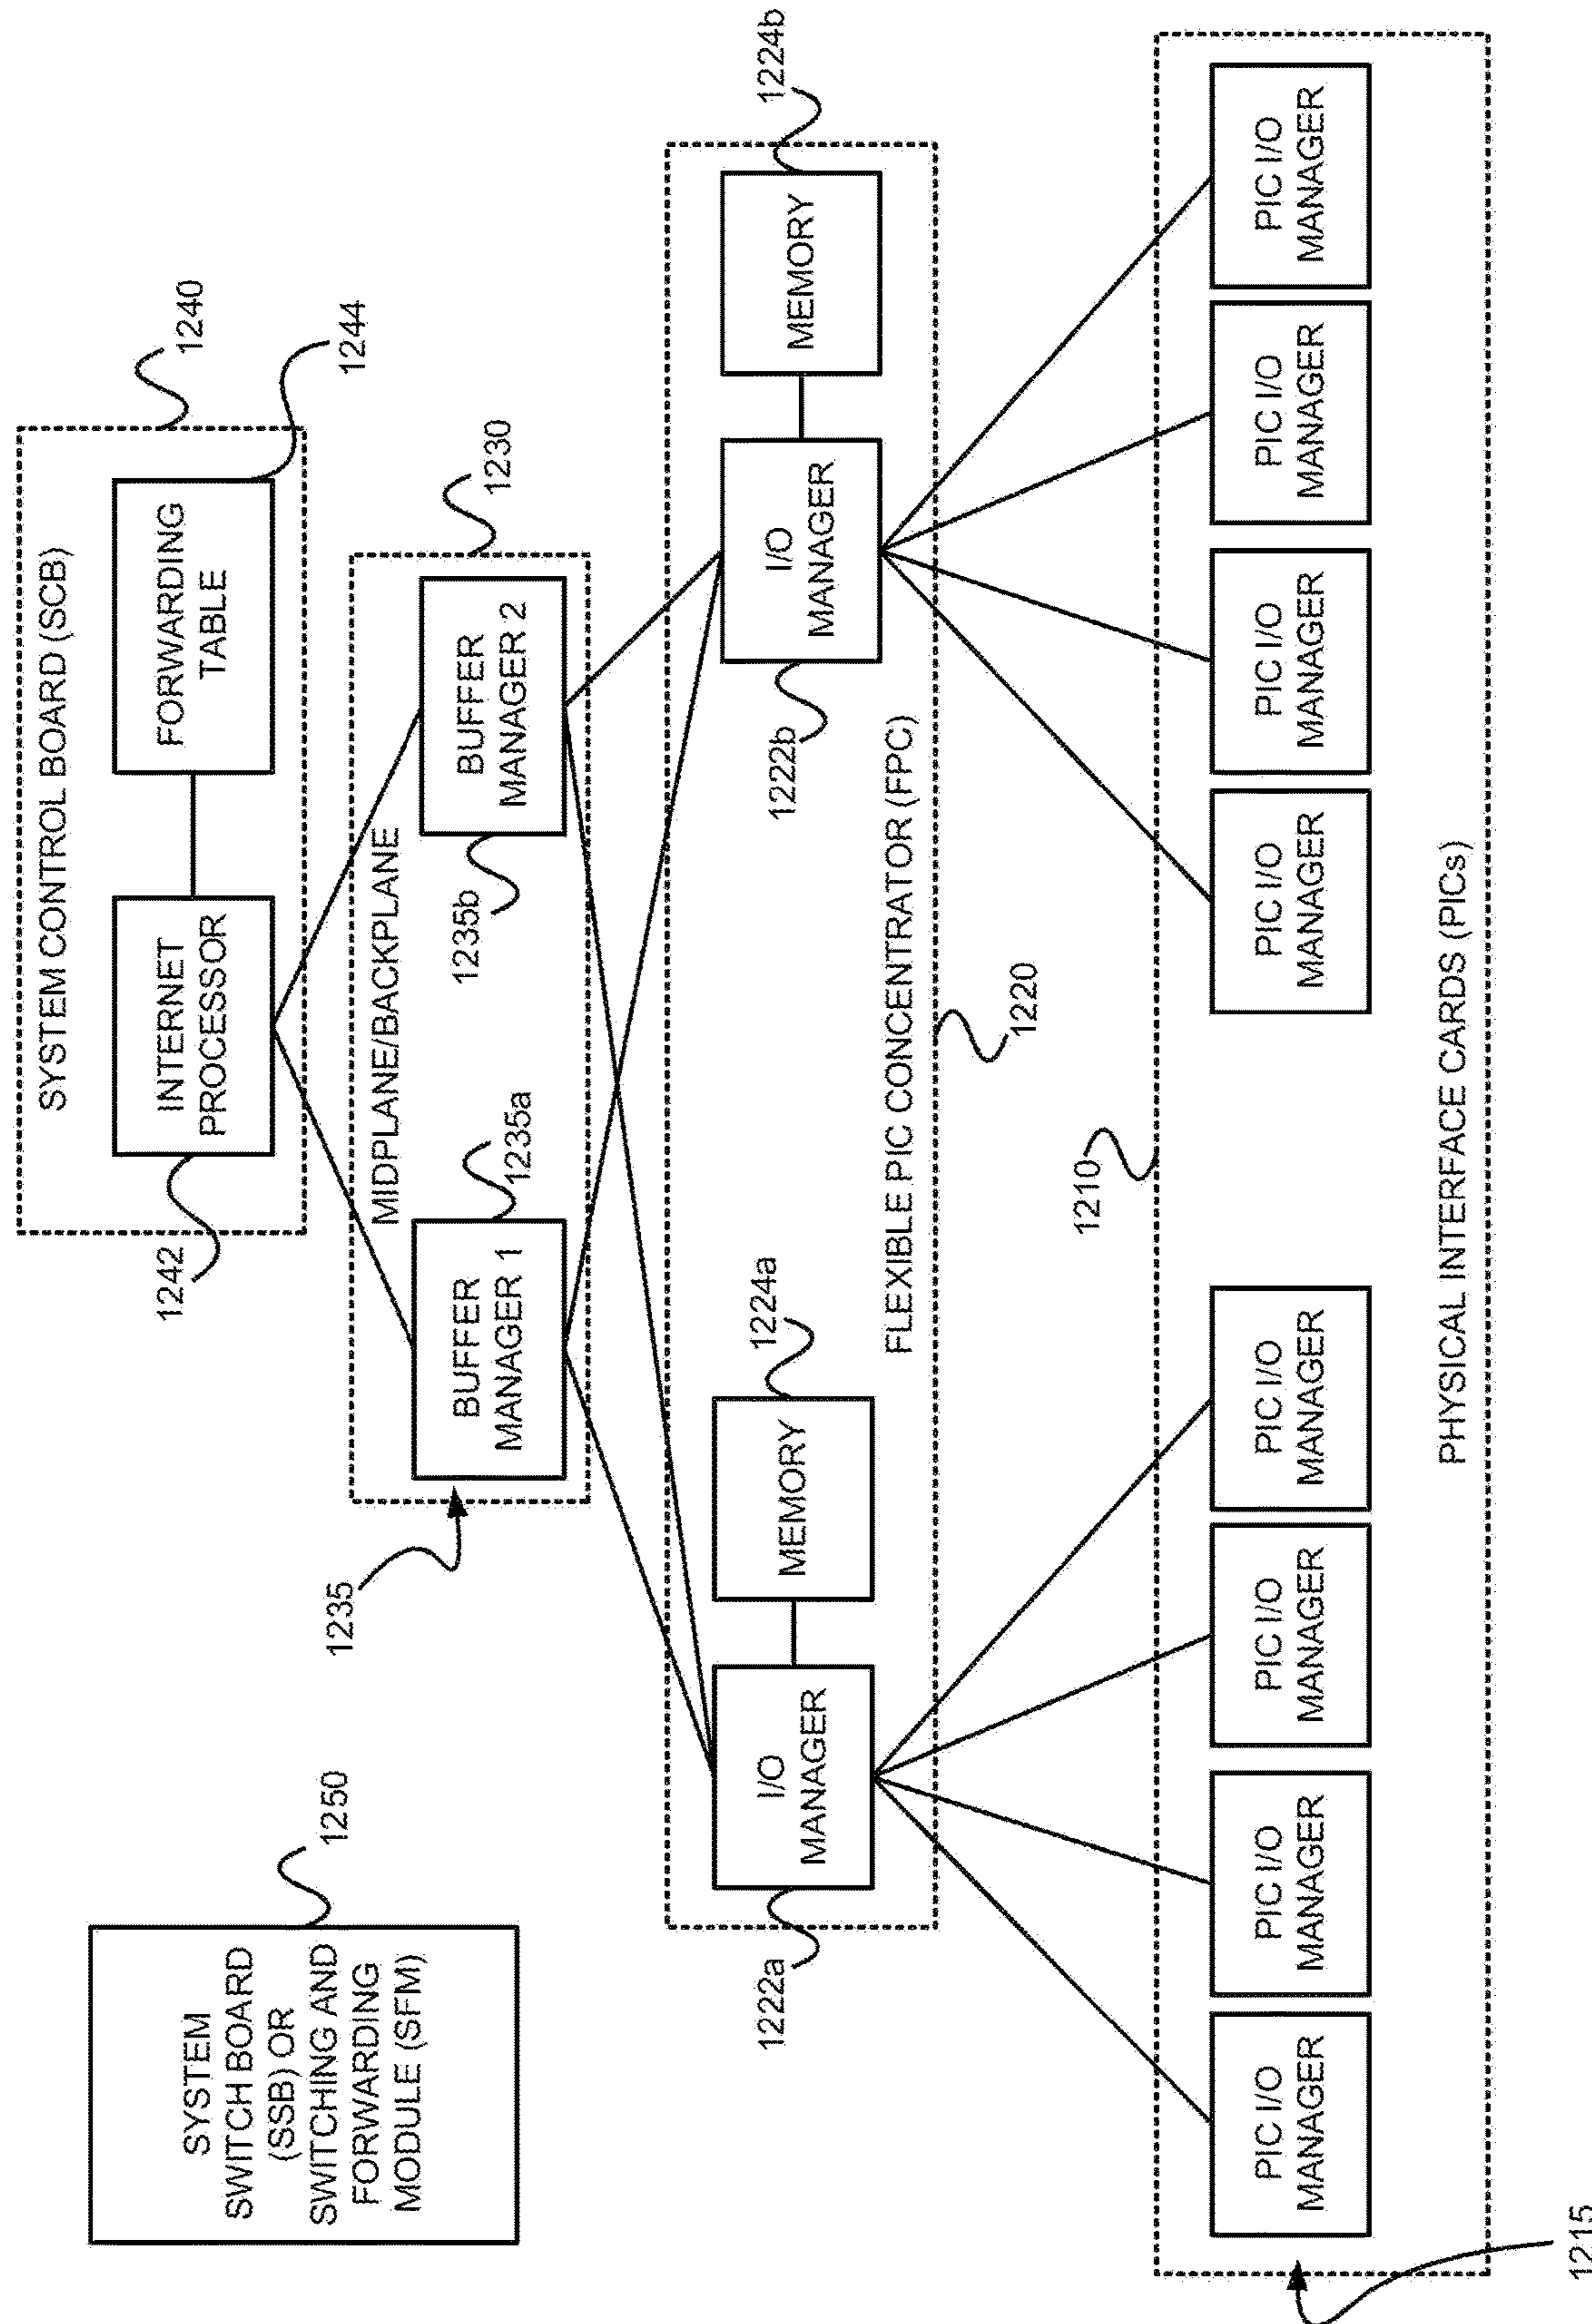 SYSTEM
SWITCH BOARD
(SSB) OR
SWITCHING AND
FORWARDING
MODULE (SFM)
1250
SYSTEM CONTROL BOARD (SCB)
1240
INTERNET
PROCESSOR
1242
FORWARDING
TABLE
1244
MIDPLANE/BACKPLANE
1230
1235
BUFFER
MANAGER 1
1235a
BUFFER
MANAGER 2
1235b
I/O
MANAGER
1222a
MEMORY
1224a
I/O
MANAGER
1222b
MEMORY
1224b
FLEXIBLE PIC CONCENTRATOR (FPC)
1220
1210
PIC I/O
MANAGER
PIC I/O
MANAGER
PIC I/O
MANAGER
PIC I/O
MANAGER
PIC I/O
MANAGER
PIC I/O
MANAGER
PIC I/O
MANAGER
PIC I/O
MANAGER
PHYSICAL INTERFACE CARDS (PICs)
1215